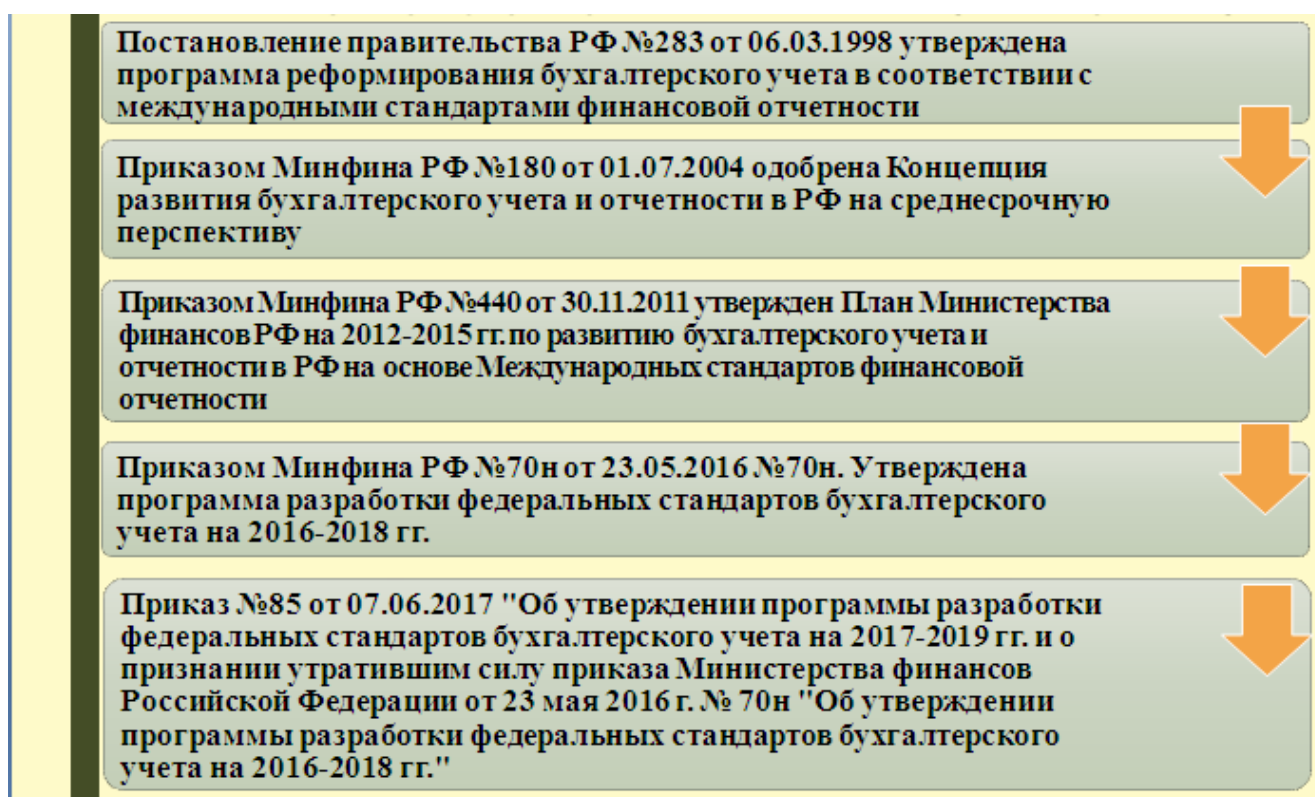 Постановление правительства РФ №283 от 06.03.1998 утверждена
программа реформирования бухгалтерского учета в соответствии с
международными стандартами финансовой отчетности
Приказом Минфина РФ №180 от 01.07.2004 одобрена Концепция
развития бухгалтерского учета и отчетности в РФ на среднесрочную
перспективу
Приказом Минфина РФ №440 от 30.11.2011 утвержден План Министерства
финансов РФ на 2012-2015 гг. по развитию бухгалтерского учета и
отчетности в РФ на основе Международных стандартов финансовой
отчетности
Приказом Минфина РФ №70н от 23.05.2016 №70н. Утверждена
программа разработки федеральных стандартов бухгалтерского
учета на 2016-2018 гг.
Приказ №85 от 07.06.2017 "Об утверждении программы разработки
федеральных стандартов бухгалтерского учета на 2017-2019 гг. и о
признании утратившим силу приказа Министерства финансов
Российской Федерации от 23 мая 2016 г. № 70н "Об утверждении
программы разработки федеральных стандартов бухгалтерского
учета на 2016-2018 гг."